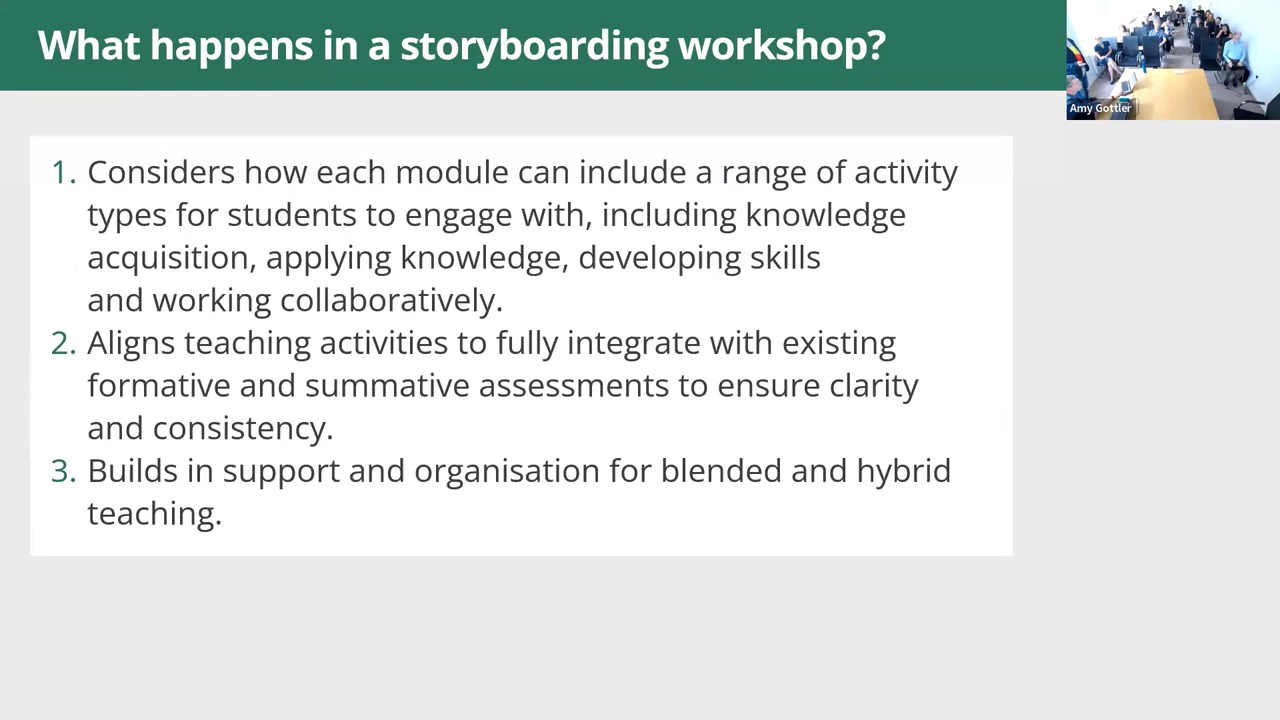 What happens in a storyboarding workshop?
Amy Gottler
1. Considers how each module can include a range of activity
types for students to engage with, including knowledge
acquisition, applying knowledge, developing skills
and working collaboratively.
2. Aligns teaching activities to fully integrate with existing
formative and summative assessments to ensure clarity
and consistency.
3. Builds in support and organisation for blended and hybrid
teaching.